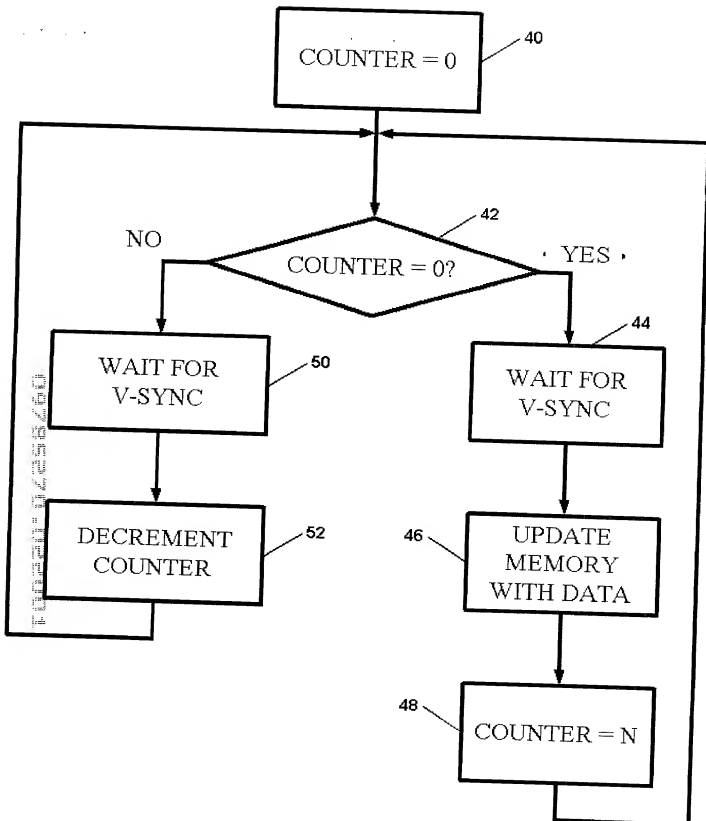 COUNTER = 0
40
42
NO
COUNTER = 0?
YES
44
WAIT FOR
V-SYNC
50
WAIT FOR
V-SYNC
DECREMENT
COUNTER
52
46
UPDATE
MEMORY
WITH DATA
48
COUNTER = N